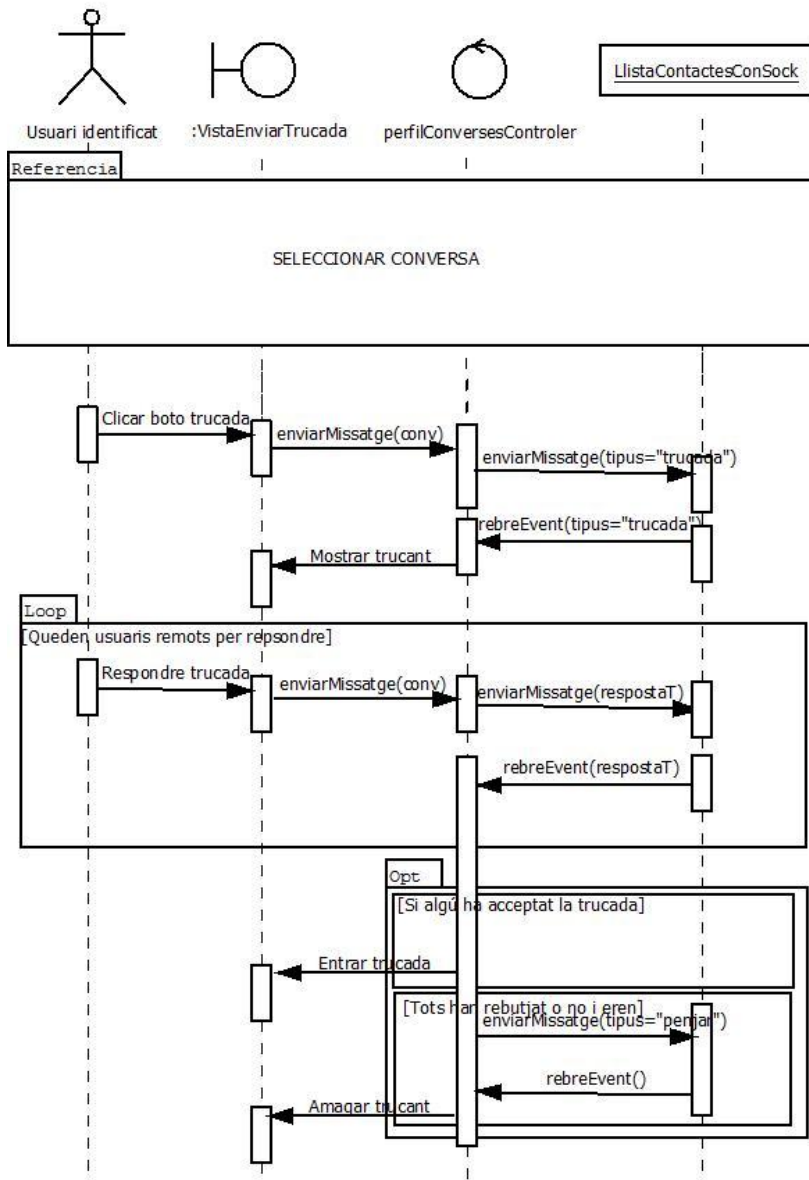 LlistaContactesConSock
Usuari identificat
:VistaEnviarTrucada
perfilConversesControler
Referencia
SELECCIONAR CONVERSA
Clicar boto trucada
enviarMissatge(conv)
enviarMissatge(tipus="trucada")
rebreEvent(tipus="trucada")
Mostrar trucant
Loop
[Queden usuaris remots per repsondre]
Respondre trucada
enviarMissatge(conv)
enviarMissatge(respostaT)
rebreEvent(respostaT)
Opt
[Si algú ha acceptat la trucada]
Entrar trucada
[Tots han rebutjat o no i eren]
enviarMissatge(tipus="penjar")
rebreEvent()
Amagar trucant